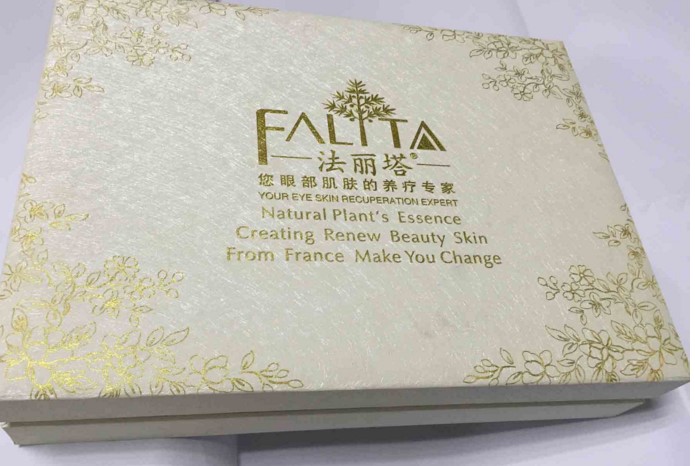 FALITA
法丽塔®
您眼部肌肤的养疗专家
YOUR EYE SKIN RECUPERATION EXPERT
Natural Plant's Essence
Creating Renew Beauty Skin
From France Make You Change